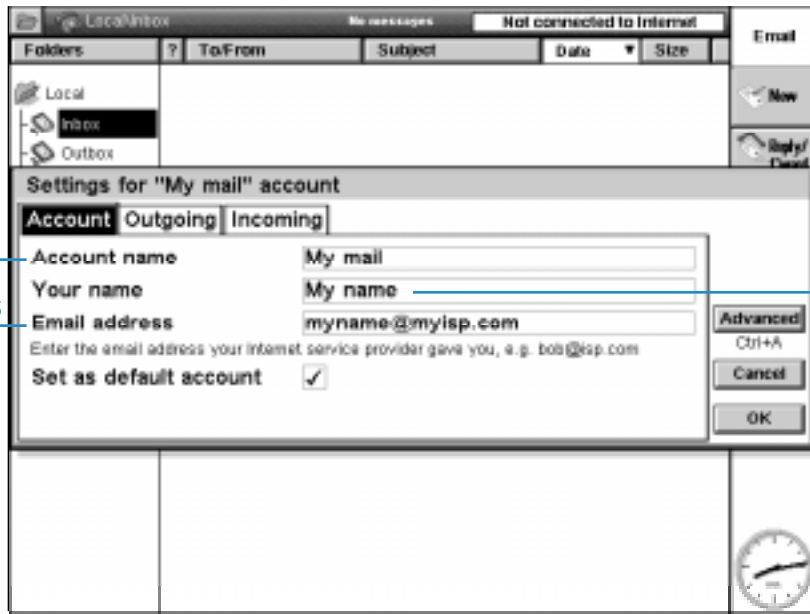 Local\Inbox No messages Not connected to Internet
Email
Folders ? To/From Subject Date Size
Local
New
Inbox
Outbox
Reply/
Settings for "My mail" account
Account Outgoing Incoming
Account name My mail
Your name My name
s
Email address myname@myisp.com
Advanced
Enter the email address your Internet service provider gave you, e.g. bob@isp.com
Ctrl+A
Set as default account
Cancel
OK